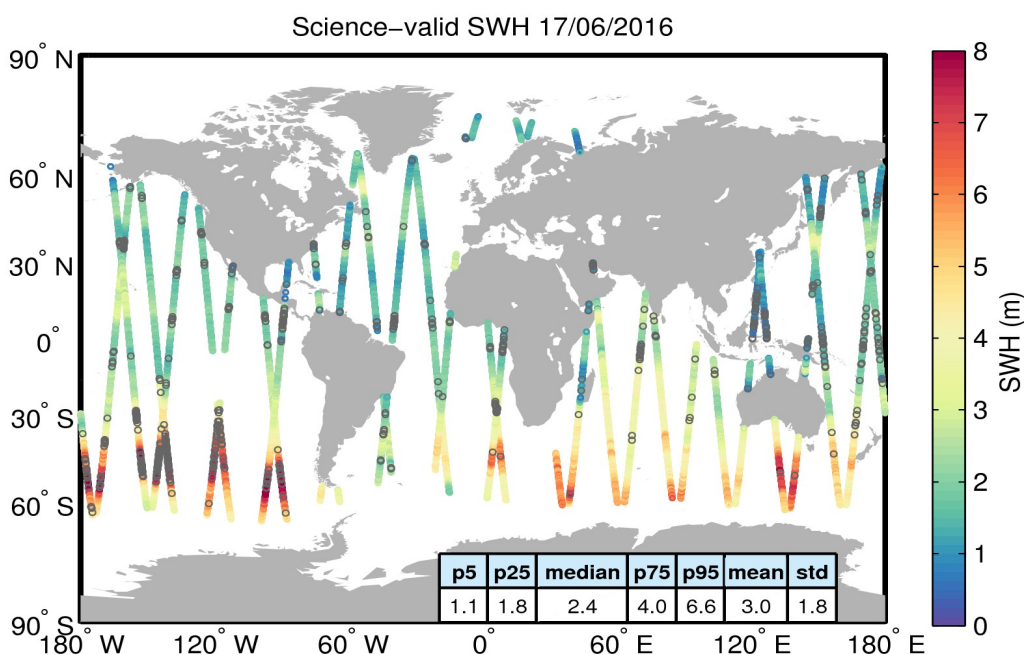 Science−valid SWH 17/06/2016
90° N
60° N
30° N
0°
30° S
60° S
90° S
180° W
120° W
60° W
0°
60° E
120° E
180° E
p5 p25 median p75 p95 mean std
1.1 1.8 2.4 4.0 6.6 3.0 1.8
8
7
6
5
4
3
2
1
0
SWH (m)